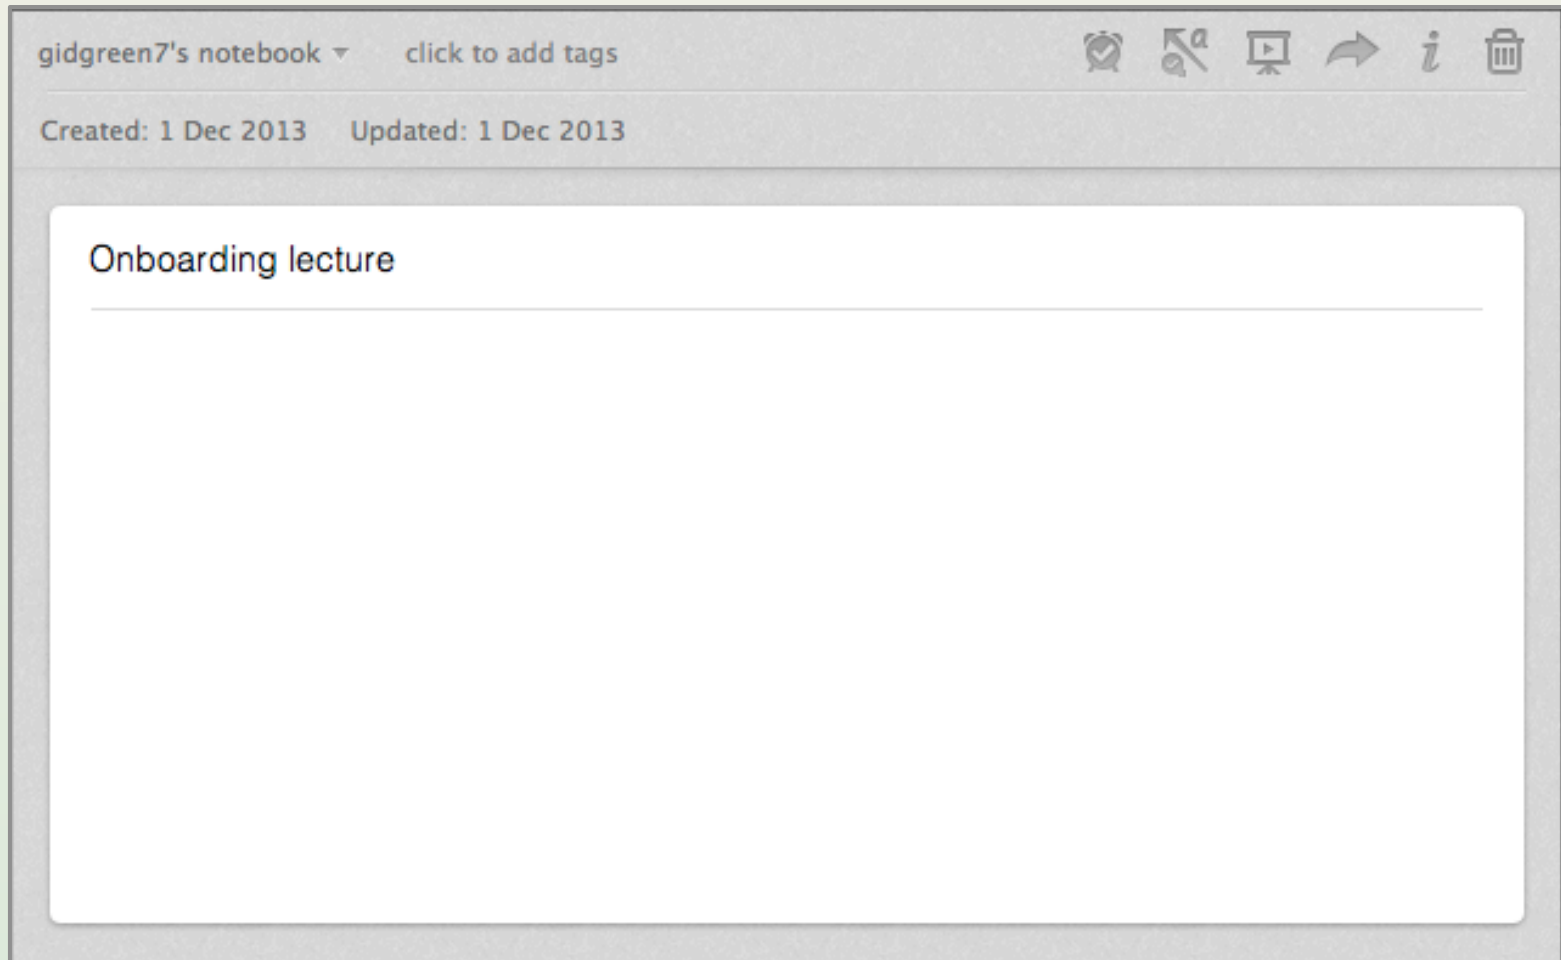 gidgreen7's notebook click to add tags
Created: 1 Dec 2013 Updated: 1 Dec 2013
Onboarding lecture